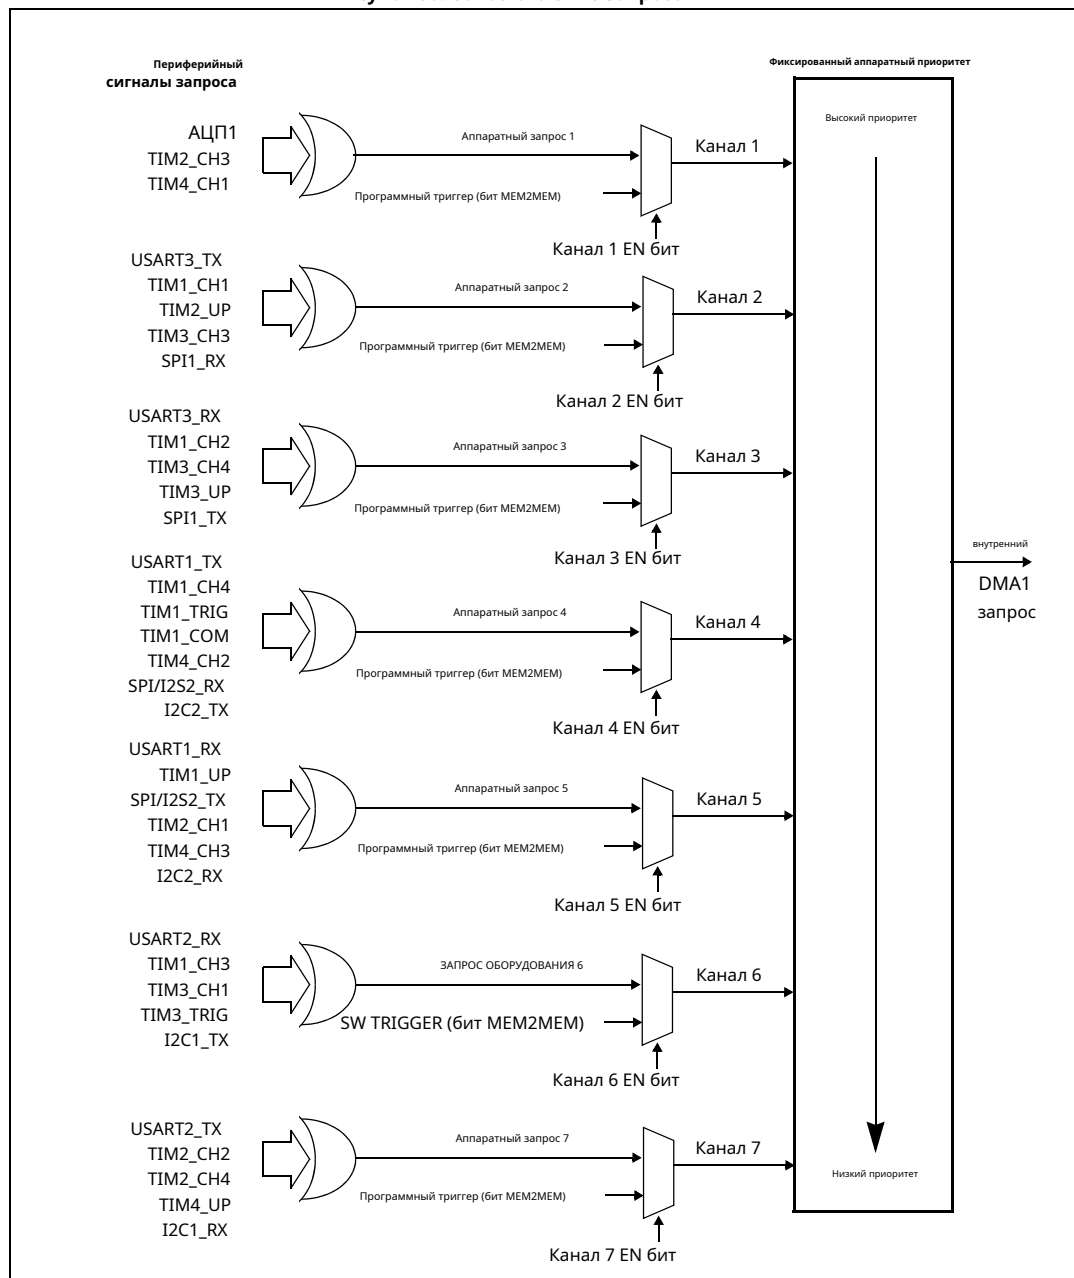 Периферийный
сигналы запроса
Фиксированный аппаратный приоритет
Высокий приоритет
АЦП1
TIM2_CH3
TIM4_CH1
Аппаратный запрос 1
Программный триггер (бит MEM2MEM)
Канал 1
Канал 1 EN бит
USART3_TX
TIM1_CH1
TIM2_UP
TIM3_CH3
SPI1_RX
Аппаратный запрос 2
Программный триггер (бит MEM2MEM)
Канал 2
Канал 2 EN бит
USART3_RX
TIM1_CH2
TIM3_CH4
TIM3_UP
SPI1_TX
Аппаратный запрос 3
Программный триггер (бит MEM2MEM)
Канал 3
Канал 3 EN бит
внутренний
DMA1
запрос
USART1_TX
TIM1_CH4
TIM1_TRIG
TIM1_COM
TIM4_CH2
SPI/I2S2_RX
I2C2_TX
Аппаратный запрос 4
Программный триггер (бит MEM2MEM)
Канал 4
Канал 4 EN бит
USART1_RX
TIM1_UP
SPI/I2S2_TX
TIM2_CH1
TIM4_CH3
I2C2_RX
Аппаратный запрос 5
Программный триггер (бит MEM2MEM)
Канал 5
Канал 5 EN бит
USART2_RX
TIM1_CH3
TIM3_CH1
TIM3_TRIG
I2C1_TX
ЗАПРОС ОБОРУДОВАНИЯ 6
SW TRIGGER (бит MEM2MEM)
Канал 6
Канал 6 EN бит
USART2_TX
TIM2_CH2
TIM2_CH4
TIM4_UP
I2C1_RX
Аппаратный запрос 7
Программный триггер (бит MEM2MEM)
Канал 7
Канал 7 EN бит
Низкий приоритет